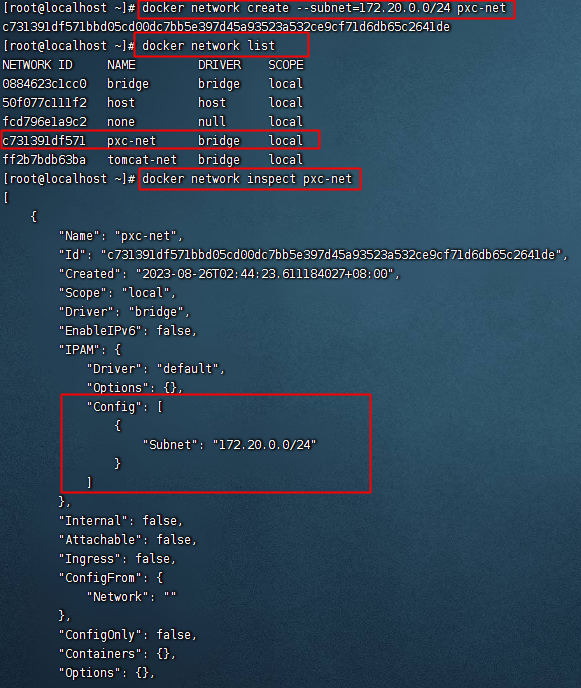 [root@localhost ~]# docker network create --subnet=172.20.0.0/24 pxc-net
c731391df571bbd05cd00dc7bb5e397d45a93523a532ce9cf71d6db65c2641de
[root@localhost ~]# docker network list
NETWORK ID     NAME         DRIVER    SCOPE
0884623c1cc0   bridge       bridge    local
50f077c111f2   host         host      local
fcd796e1a9c2   none         null      local
c731391df571   pxc-net      bridge    local
ff2b7bdb63ba   tomcat-net   bridge    local
[root@localhost ~]# docker network inspect pxc-net
[
    {
        "Name": "pxc-net",
        "Id": "c731391df571bbd05cd00dc7bb5e397d45a93523a532ce9cf71d6db65c2641de",
        "Created": "2023-08-26T02:44:23.611184027+08:00",
        "Scope": "local",
        "Driver": "bridge",
        "EnableIPv6": false,
        "IPAM": {
            "Driver": "default",
            "Options": {},
            "Config": [
                {
                    "Subnet": "172.20.0.0/24"
                }
            ]
        },
        "Internal": false,
        "Attachable": false,
        "Ingress": false,
        "ConfigFrom": {
            "Network": ""
        },
        "ConfigOnly": false,
        "Containers": {},
        "Options": {},